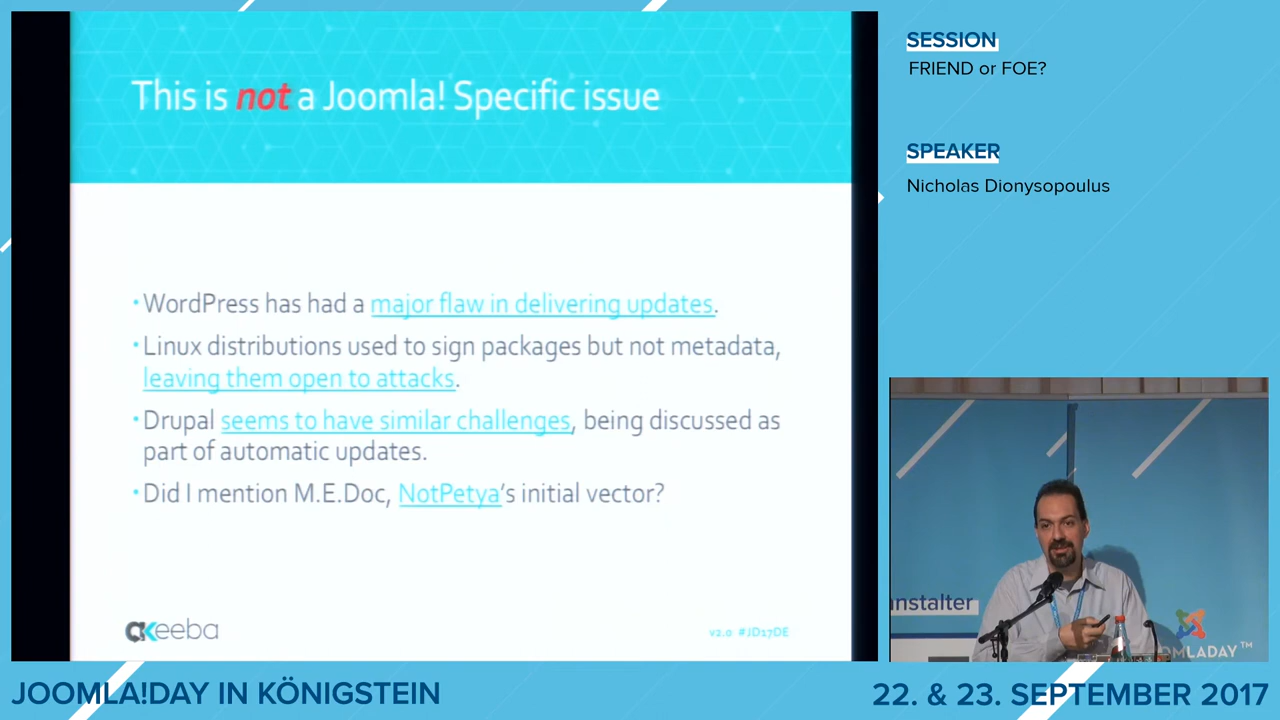 This is not a Joomla! Specific issue
• WordPress has had a major flaw in delivering updates.
• Linux distributions used to sign packages but not metadata,
leaving them open to attacks.
• Drupal seems to have similar challenges, being discussed as
part of automatic updates.
• Did I mention M.E.Doc, NotPetya's initial vector?
akeeba
v2.0 #JD17DE
SESSION
FRIEND or FOE?
SPEAKER
Nicholas Dionysopoulus
nstalter
OMLADAY™
JOOMLA!DAY IN KÖNIGSTEIN
22. & 23. SEPTEMBER 2017